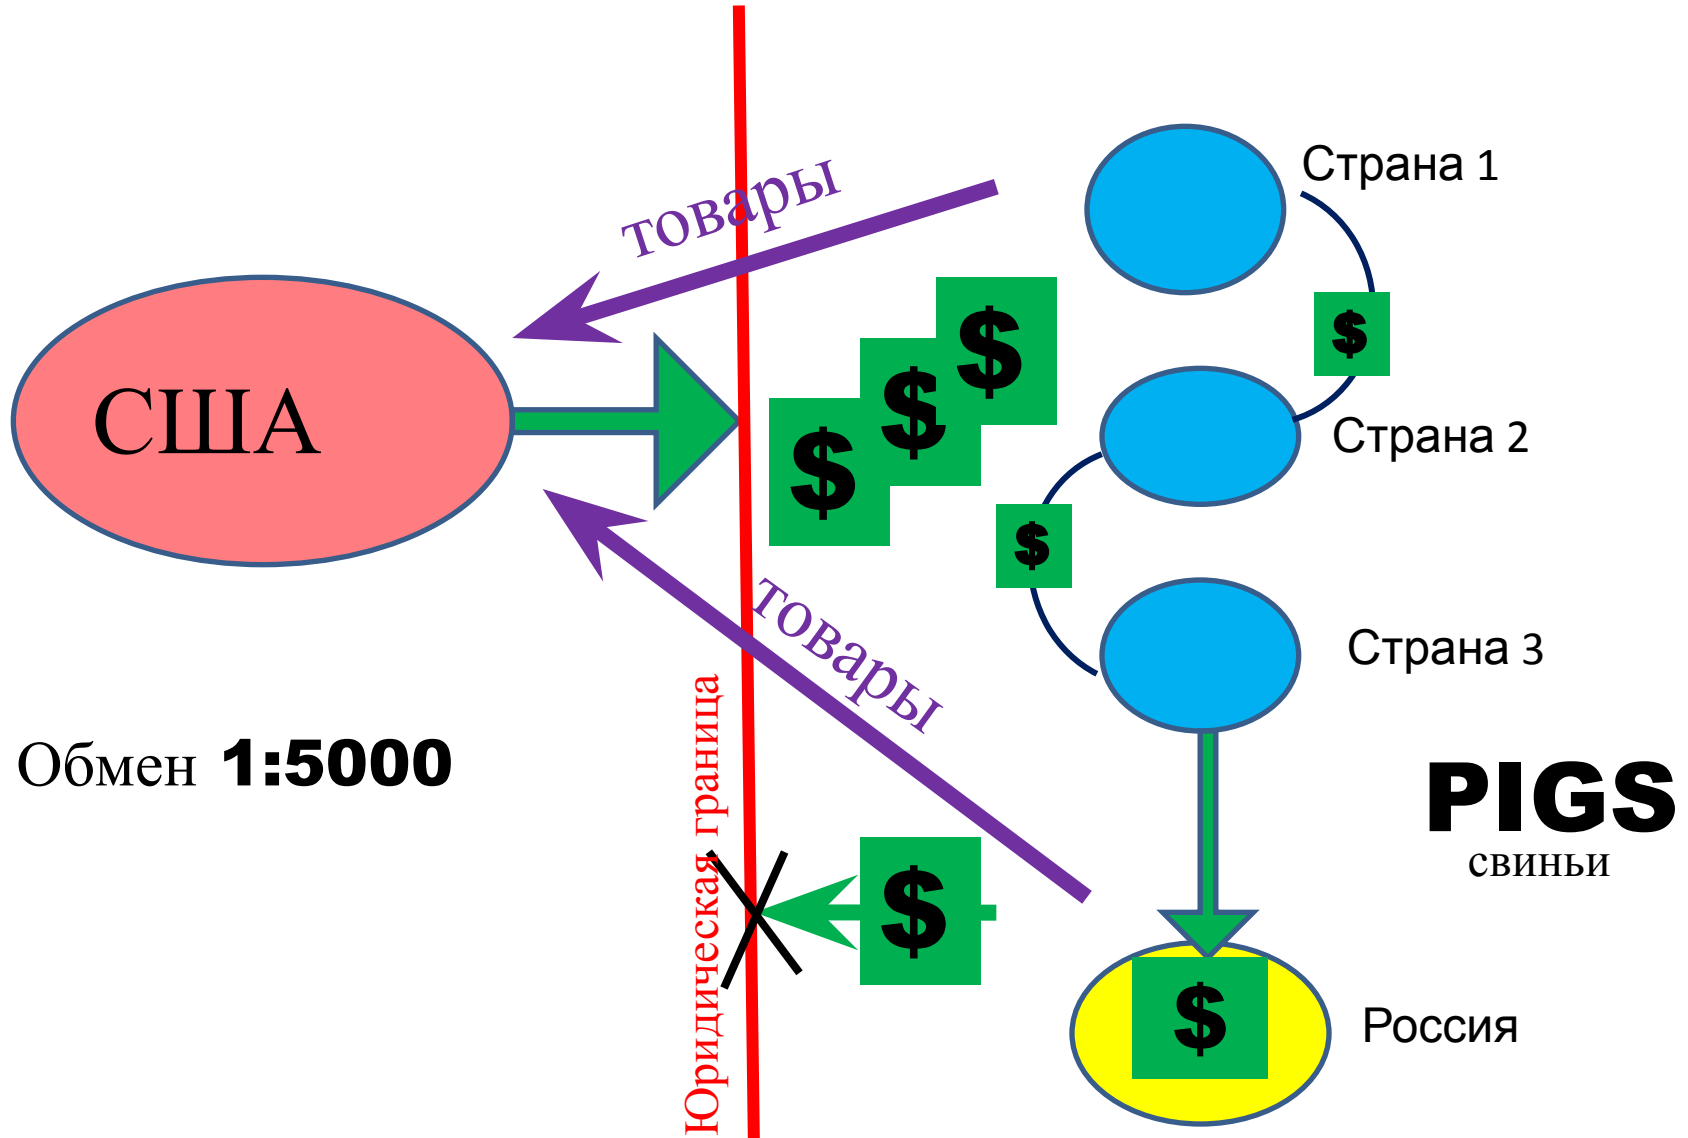 Страна 1
товары
$
$
$
$
США
Страна 2
$
товары
Страна 3
Обмен 1:5000
PIGS
свиньи
Юридическая граница
$
$
Россия